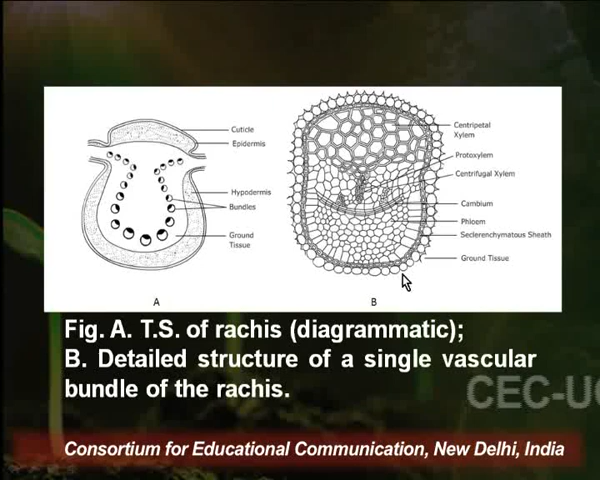 Cuticle
Epidermis
Hypodermis
Bundles
Ground
Tissue
A
Centripetal
Xylem
Protoxylem
Centrifugal Xylem
Cambium
Phloem
Seclerenchymatous Sheath
Ground Tissue
B
Fig. A. T.S. of rachis (diagrammatic);
B. Detailed structure of a single vascular
bundle of the rachis.
CEC-UG
Consortium for Educational Communication, New Delhi, India